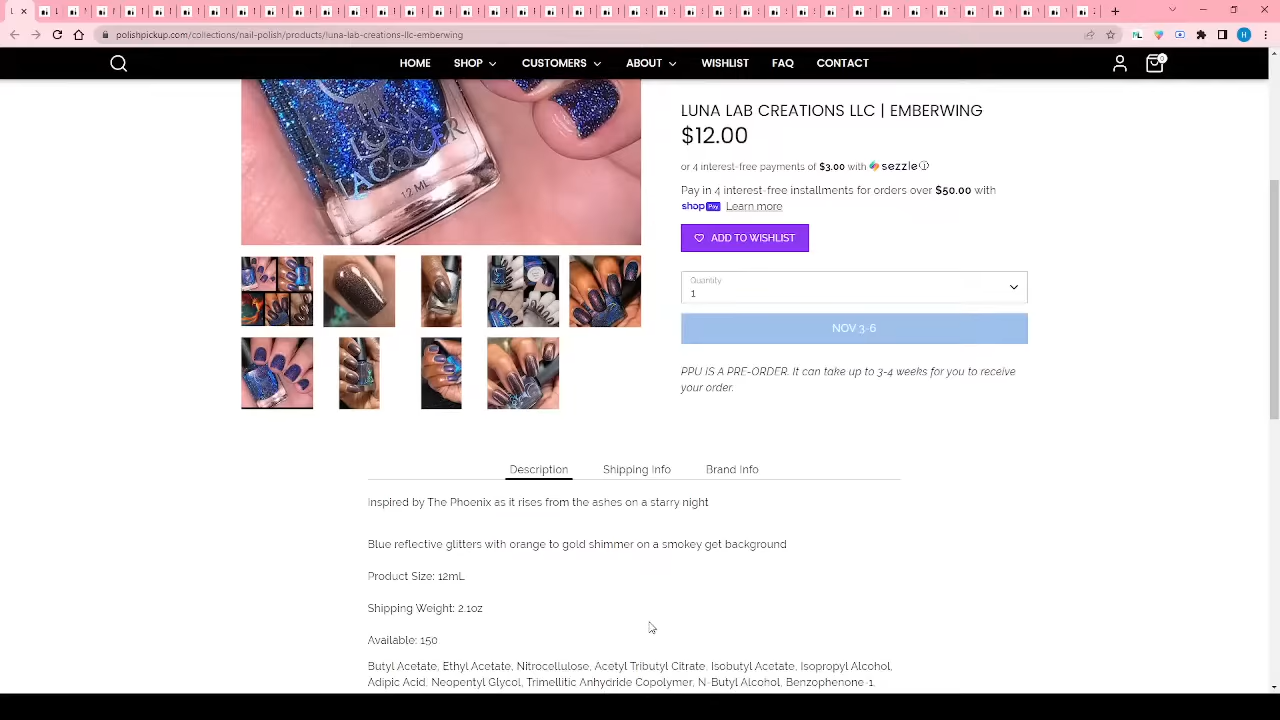 polishpickup.com/collections/nail-polish/products/luna-lab-creations-llc-emberwing
HOME SHOP CUSTOMERS ABOUT WISHLIST FAQ CONTACT
0
LUNA
LACQUER
12 ML
LUNA LAB CREATIONS LLC | EMBERWING
$12.00
or 4 interest-free payments of $3.00 with sezzle
Pay in 4 interest-free installments for orders over $50.00 with
shop Pay Learn more
ADD TO WISHLIST
Quantity
1
NOV 3-6
PPU IS A PRE-ORDER. It can take up to 3-4 weeks for you to receive
your order.
Description Shipping Info Brand Info
Inspired by The Phoenix as it rises from the ashes on a starry night
Blue reflective glitters with orange to gold shimmer on a smokey get background
Product Size: 12mL
Shipping Weight: 2.1oz
Available: 150
Butyl Acetate, Ethyl Acetate, Nitrocellulose, Acetyl Tributyl Citrate, Isobutyl Acetate, Isopropyl Alcohol,
Adipic Acid, Neopentyl Glycol, Trimellitic Anhydride Copolymer, N-Butyl Alcohol, Benzophenone-1,